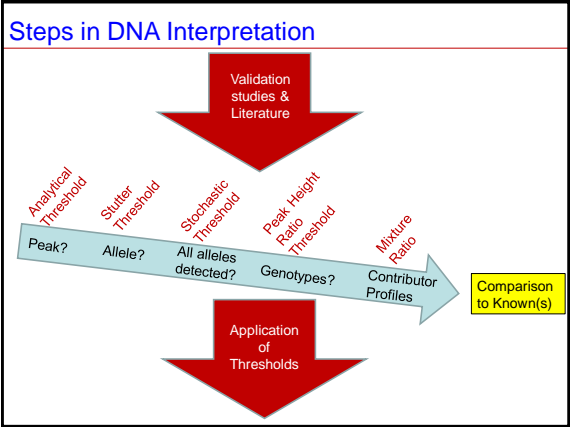 Steps in DNA Interpretation
Validation
studies &
Literature
Analytical
Threshold
Stutter
Threshold
Stochastic
Threshold
Peak Height
Ratio
Threshold
Mixture
Ratio
Peak?
Allele?
All alleles
detected?
Genotypes?
Contributor
Profiles
Comparison
to Known(s)
Application
of
Thresholds